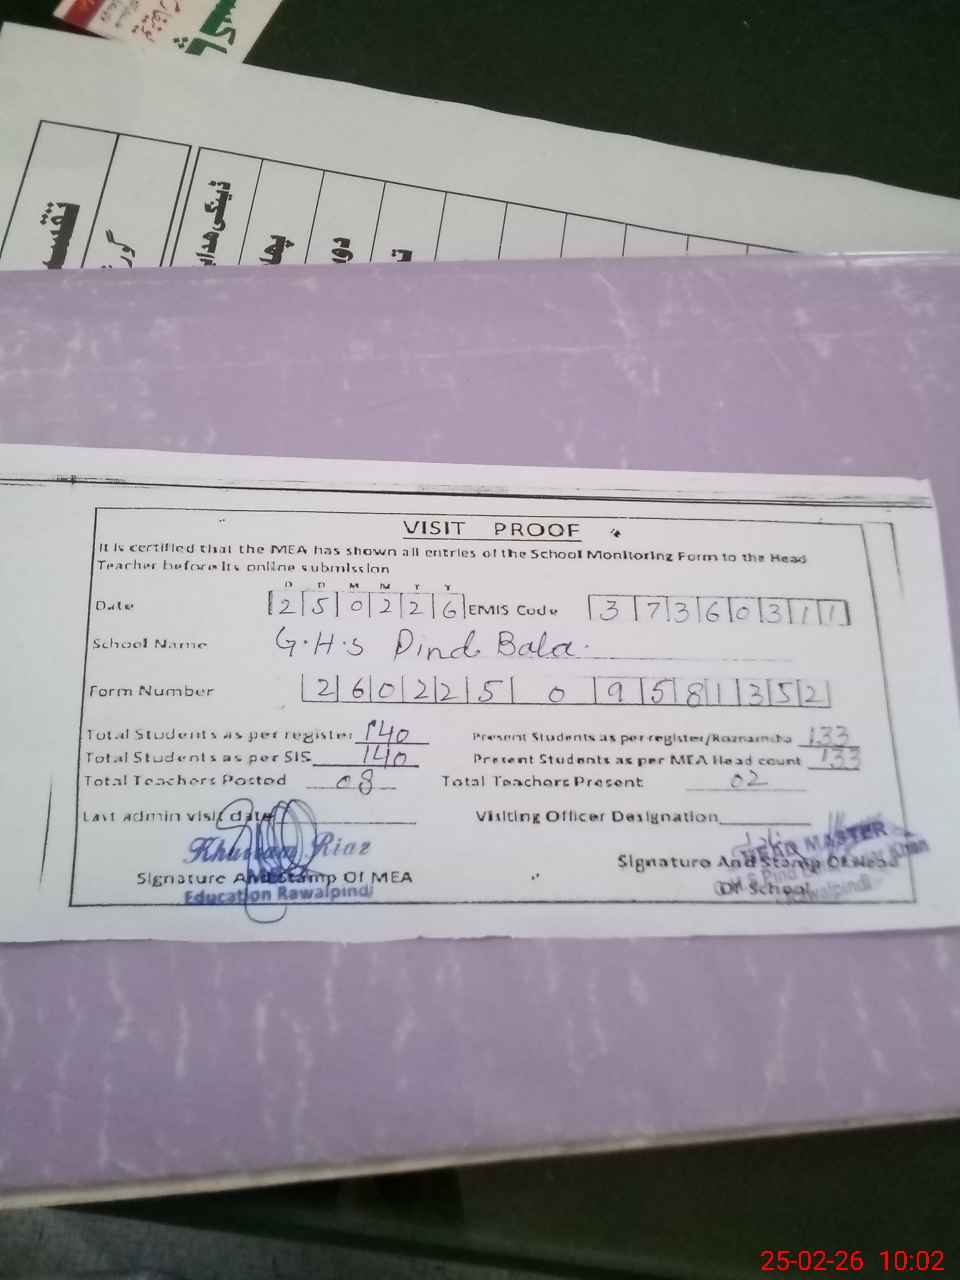 گور
ہدایا
پہلا
VISIT PROOF
It is certified that the MEA has shown all entries of the School Monitoring Form to the Head
Teacher before its online submission
D D M M Y Y
Date 2 5 0 2 2 6 EMIS Code 3 7 3 6 0 3 1 1
School Name G.H.S Pind Bala.
Form Number 2 6 0 2 2 5 0 9 5 8 1 3 5 2
Total Students as per register 140 Present Students as per register/Roznamcha 133
Total Students as per SIS 140 Present Students as per MEA Head count 133
Total Teachers Posted 08 Total Teachers Present 02
Last admin visit date Visiting Officer Designation
Khurram Riaz HEAD MASTER
Signature And Stamp Of MEA Signature And Stamp Of Head
Education Rawalpindi Of School
Rawalpindi
25-02-26 10:02